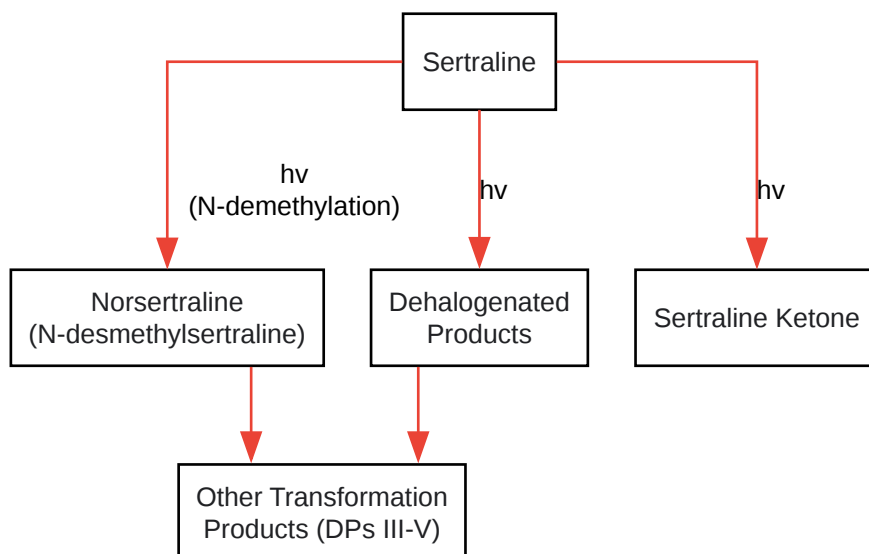 Sertraline
hv
(N-demethylation)
hv
hv
Norsertraline
(N-desmethylsertraline)
Dehalogenated
Products
Sertraline Ketone
Other Transformation
Products (DPs III-V)